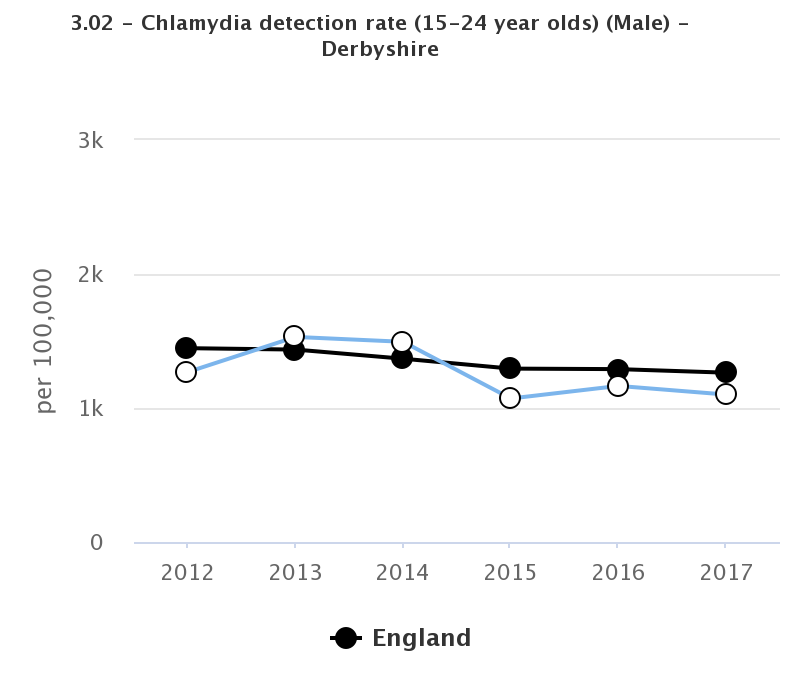 3.02 – Chlamydia detection rate (15–24 year olds) (Male) –
Derbyshire
3k
2k
per 100,000
1k
0
2012 2013 2014 2015 2016 2017
England